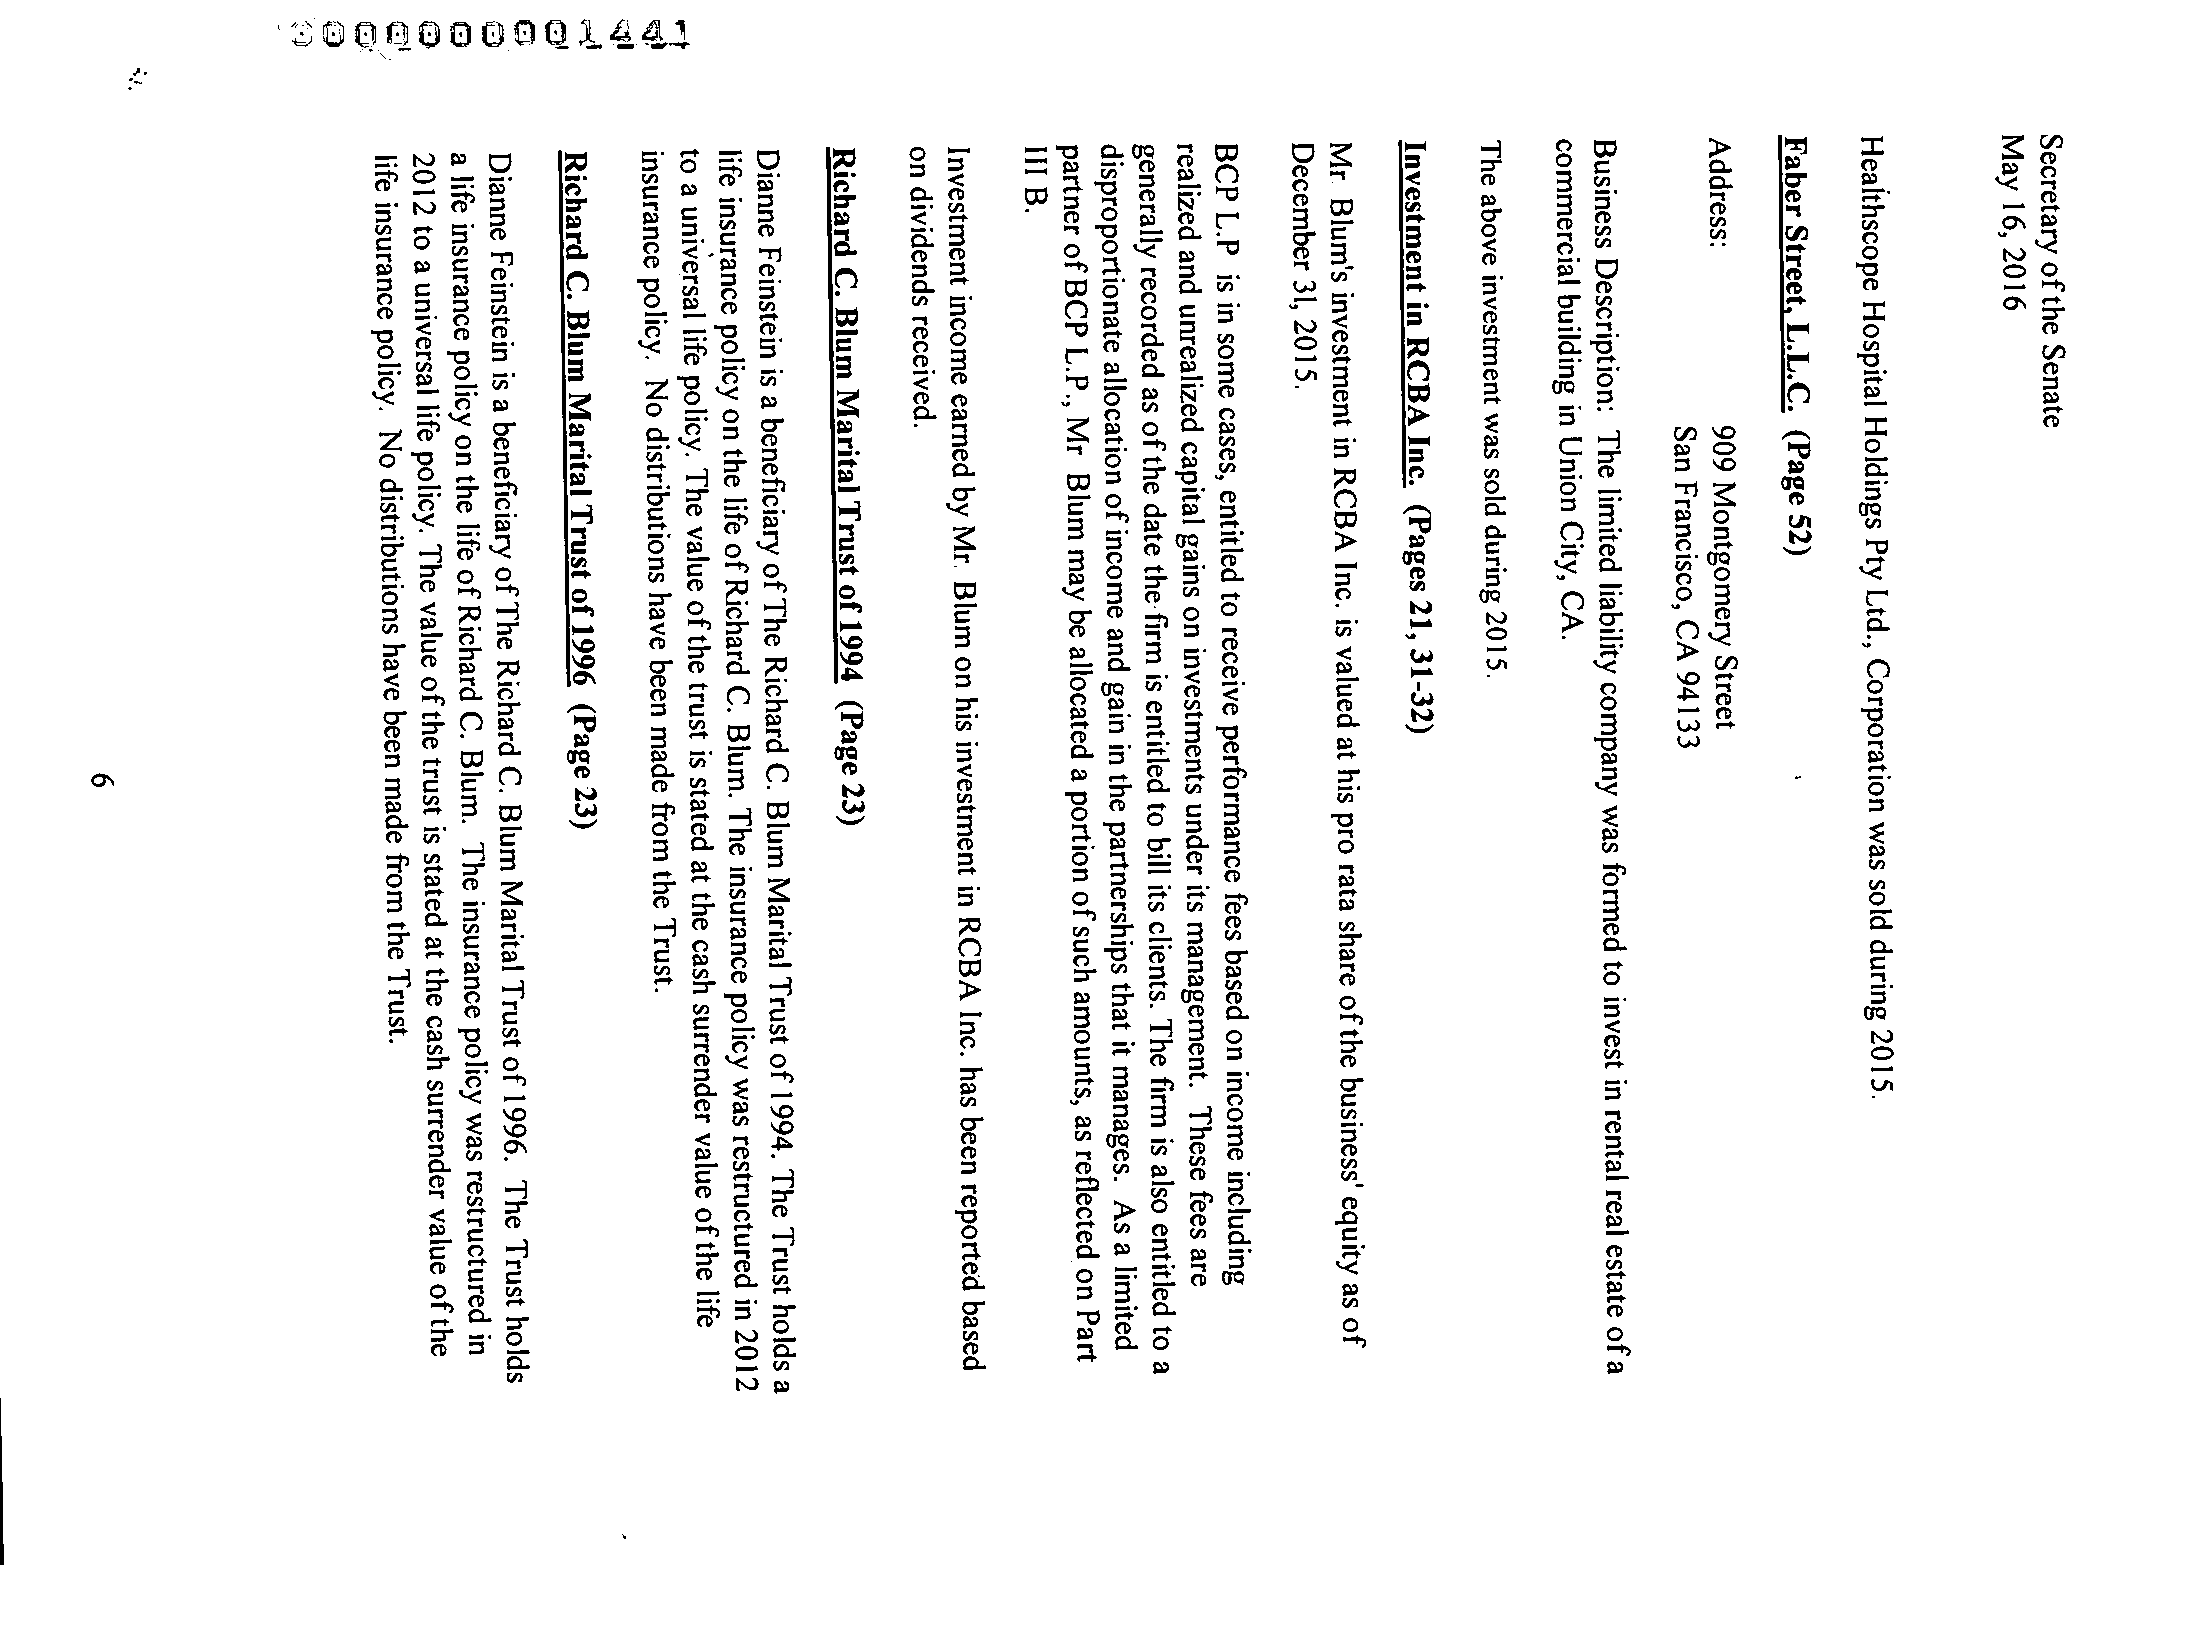 Secretary of the Senate
May 16, 2016
Healthscope Hospital Holdings Pty Ltd., Corporation was sold during 2015.
Faber Street, L.L.C. (Page 52)
Address: 909 Montgomery Street
San Francisco, CA 94133
Business Description: The limited liability company was formed to invest in rental real estate of a
commercial building in Union City, CA.
The above investment was sold during 2015.
Investment in RCBA Inc. (Pages 21, 31-32)
Mr. Blum's investment in RCBA Inc. is valued at his pro rata share of the business' equity as of
December 31, 2015.
BCP L.P is in some cases, entitled to receive performance fees based on income including
realized and unrealized capital gains on investments under its management. These fees are
generally recorded as of the date the firm is entitled to bill its clients. The firm is also entitled to a
disproportionate allocation of income and gain in the partnerships that it manages. As a limited
partner of BCP L.P., Mr Blum may be allocated a portion of such amounts, as reflected on Part
III B.
Investment income earned by Mr. Blum on his investment in RCBA Inc. has been reported based
on dividends received.
Richard C. Blum Marital Trust of 1994 (Page 23)
Dianne Feinstein is a beneficiary of The Richard C. Blum Marital Trust of 1994. The Trust holds a
life insurance policy on the life of Richard C. Blum. The insurance policy was restructured in 2012
to a universal life policy. The value of the trust is stated at the cash surrender value of the life
insurance policy. No distributions have been made from the Trust.
Richard C. Blum Marital Trust of 1996 (Page 23)
Dianne Feinstein is a beneficiary of The Richard C. Blum Marital Trust of 1996. The Trust holds
a life insurance policy on the life of Richard C. Blum. The insurance policy was restructured in
2012 to a universal life policy. The value of the trust is stated at the cash surrender value of the
life insurance policy. No distributions have been made from the Trust.
6
0000000001441